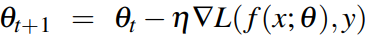 θ_{t+1} = θ_t − η∇L(f(x;θ), y)